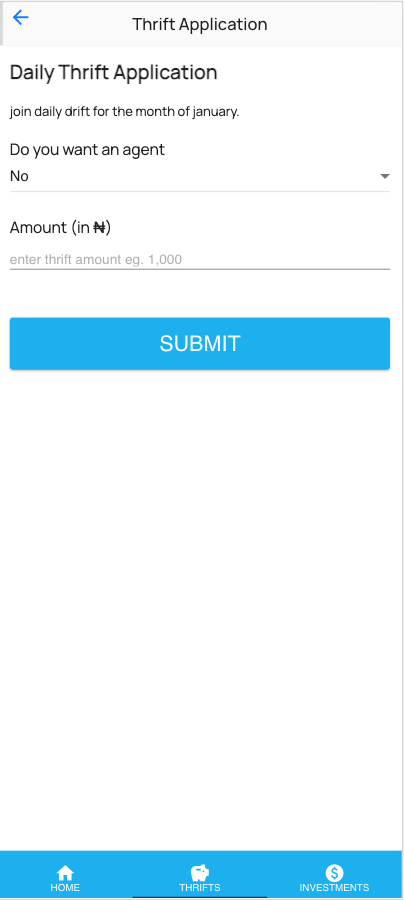 Thrift Application
Daily Thrift Application
join daily drift for the month of january.
Do you want an agent
No
Amount (in ₦)
enter thrift amount eg. 1,000
SUBMIT
HOME
THRIFTS
INVESTMENTS